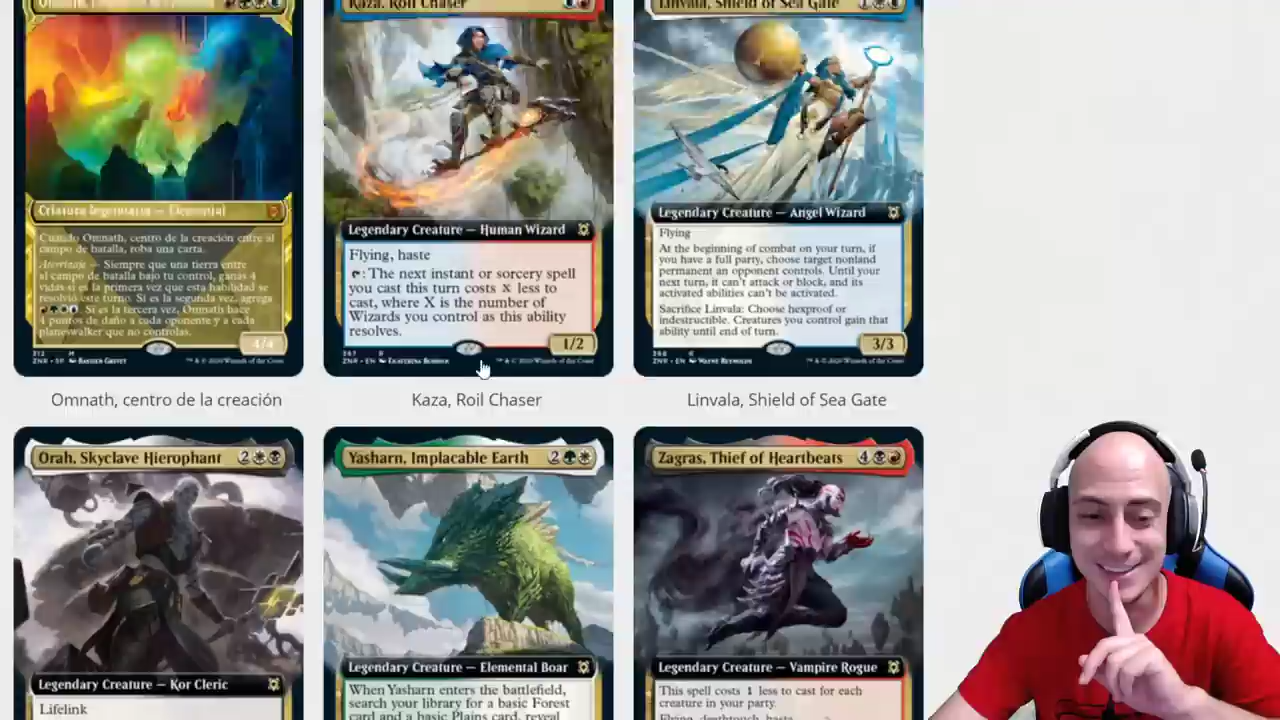 Kaza, Roil Chaser
Linvala, Shield of Sea Gate
Criatura legendaria — Elemental
Cuando Omnath, centro de la creación entre al
campo de batalla, roba una carta.
Aterrizaje — Siempre que una tierra entre
al campo de batalla bajo tu control, ganas 4
vidas si es la primera vez que esta habilidad se
resolvió este turno. Si es la segunda vez, agrega
Si es la tercera vez, Omnath hace
4 puntos de daño a cada oponente y a cada
planeswalker que no controlas.
4/4
Legendary Creature — Human Wizard
Flying, haste
: The next instant or sorcery spell
you cast this turn costs X less to
cast, where X is the number of
Wizards you control as this ability
resolves.
1/2
Legendary Creature — Angel Wizard
Flying
At the beginning of combat on your turn, if
you have a full party, choose target nonland
permanent an opponent controls. Until your
next turn, it can't attack or block, and its
activated abilities can't be activated.
Sacrifice Linvala: Choose hexproof or
indestructible. Creatures you control gain that
ability until end of turn.
3/3
Omnath, centro de la creación
Kaza, Roil Chaser
Linvala, Shield of Sea Gate
Orah, Skyclave Hierophant 2
Yasharn, Implacable Earth 2
Zagras, Thief of Heartbeats 4
Legendary Creature — Kor Cleric
Lifelink
Legendary Creature — Elemental Boar
When Yasharn enters the battlefield,
search your library for a basic Forest
card and a basic Plains card, reveal
Legendary Creature — Vampire Rogue
This spell costs 1 less to cast for each
creature in your party.
Flying, deathtouch, haste